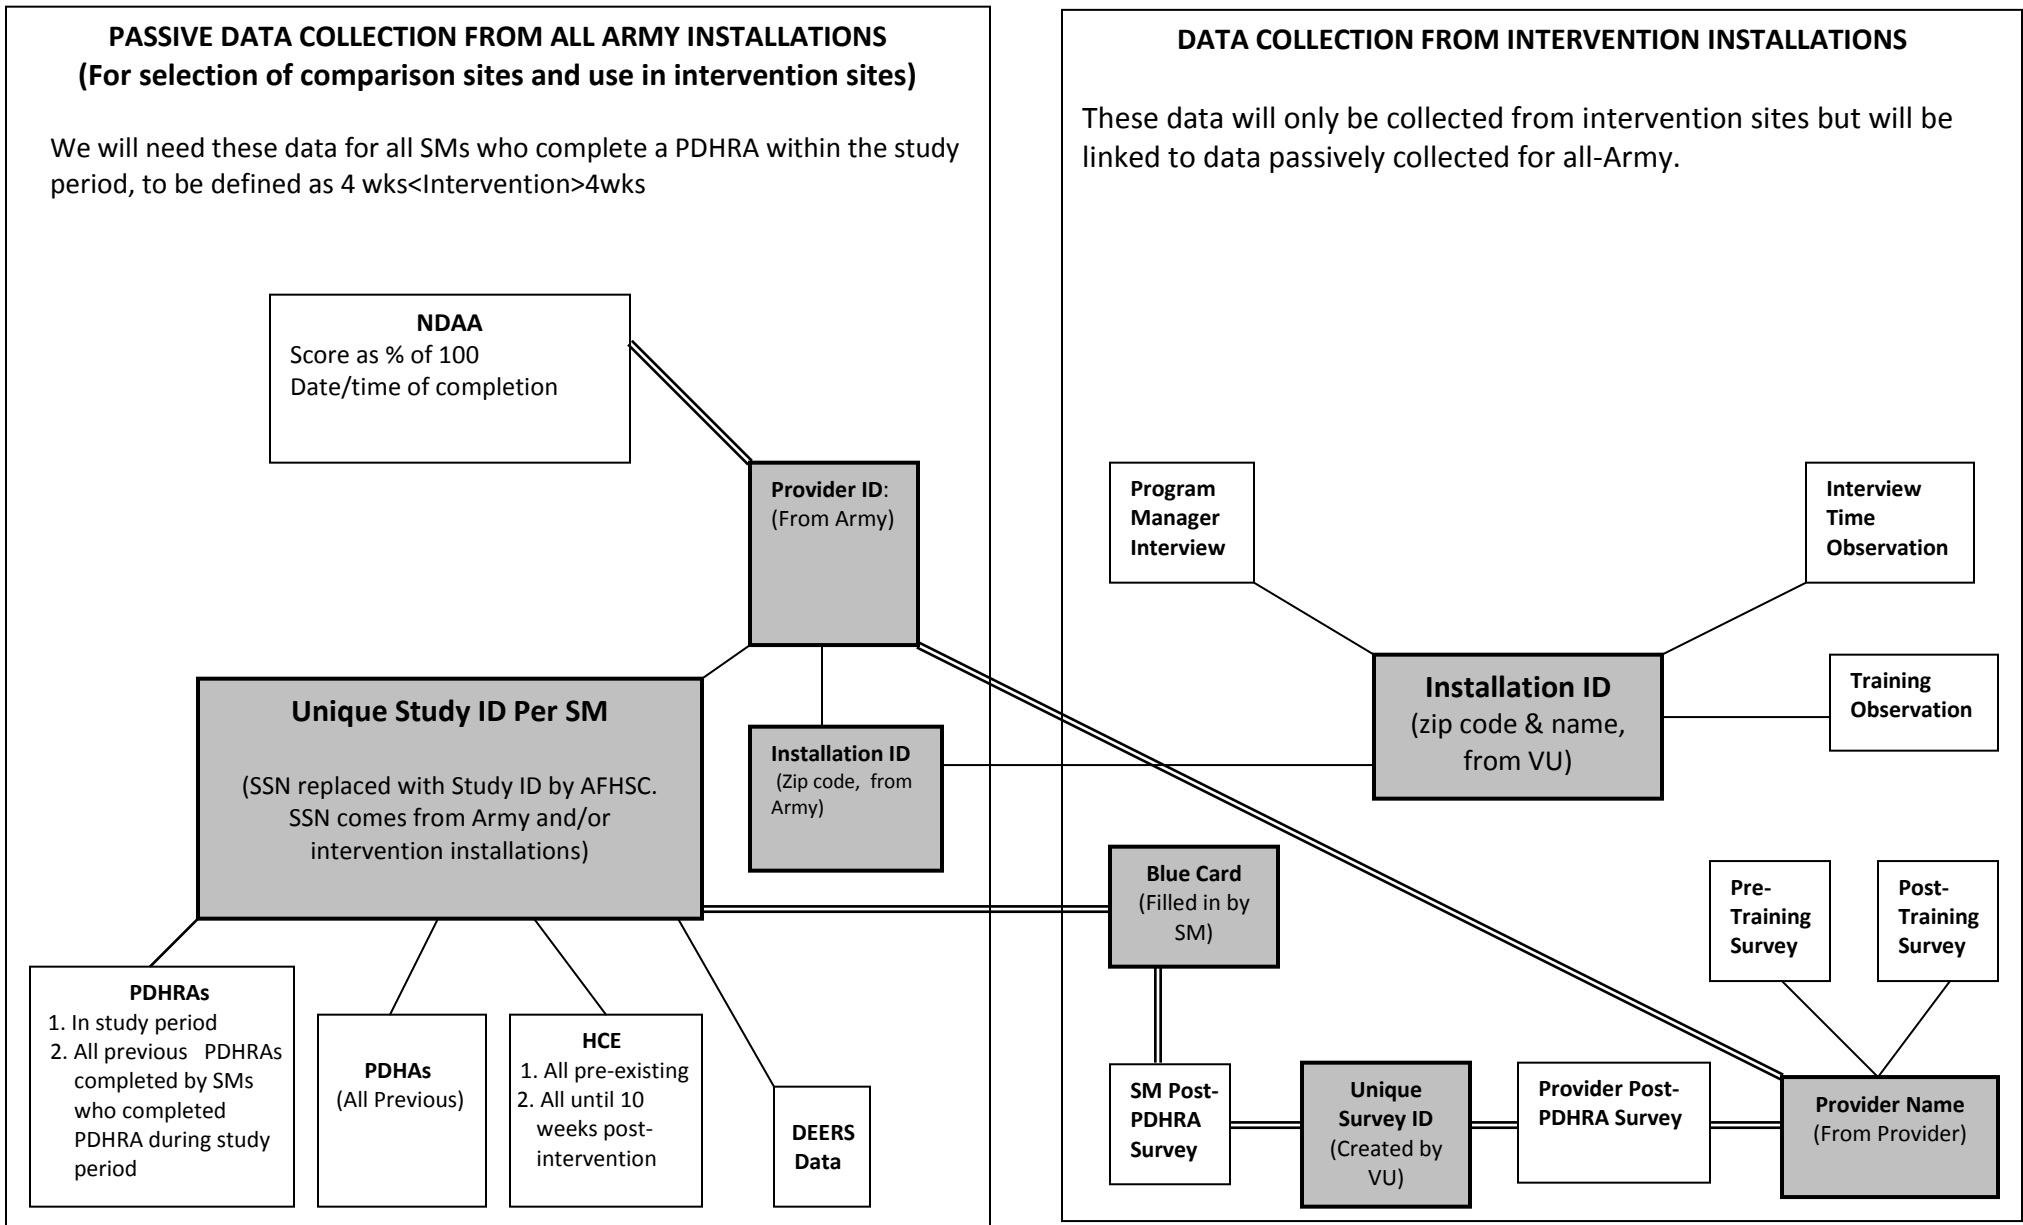 PASSIVE DATA COLLECTION FROM ALL ARMY INSTALLATIONS
(For selection of comparison sites and use in intervention sites)
We will need these data for all SMs who complete a PDHRA within the study
period, to be defined as 4 wks<Intervention>4wks
NDAA
Score as % of 100
Date/time of completion
Provider ID:
(From Army)
Unique Study ID Per SM
(SSN replaced with Study ID by AFHSC.
SSN comes from Army and/or
intervention installations)
Installation ID
(Zip code, from
Army)
PDHRAs
1. In study period
2. All previous PDHRAs
completed by SMs
who completed
PDHRA during study
period
PDHAs
(All Previous)
HCE
1. All pre-existing
2. All until 10
weeks post-
intervention
DEERS
Data
DATA COLLECTION FROM INTERVENTION INSTALLATIONS
These data will only be collected from intervention sites but will be
linked to data passively collected for all-Army.
Program
Manager
Interview
Interview
Time
Observation
Installation ID
(zip code & name,
from VU)
Training
Observation
Blue Card
(Filled in by
SM)
Pre-
Training
Survey
Post-
Training
Survey
SM Post-
PDHRA
Survey
Unique
Survey ID
(Created by
VU)
Provider Post-
PDHRA Survey
Provider Name
(From Provider)